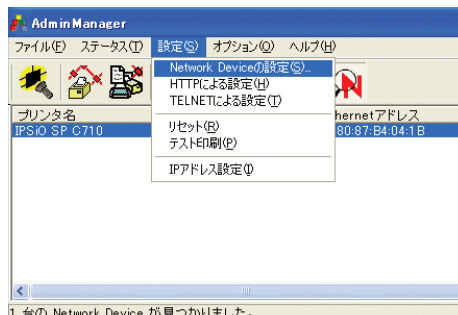 AdminManager
ファイル(F) ステータス(T) 設定(S) オプション(O) ヘルプ(H)
Network Deviceの設定(S)...
HTTPによる設定(H)
TELNETによる設定(T)
プリンタ名 hernetアドレス
IPSiO SP C710 80:87:B4:04:1B
リセット(R)
テスト印刷(P)
IPアドレス設定(I)
1 台の Network Device が見つかりました。